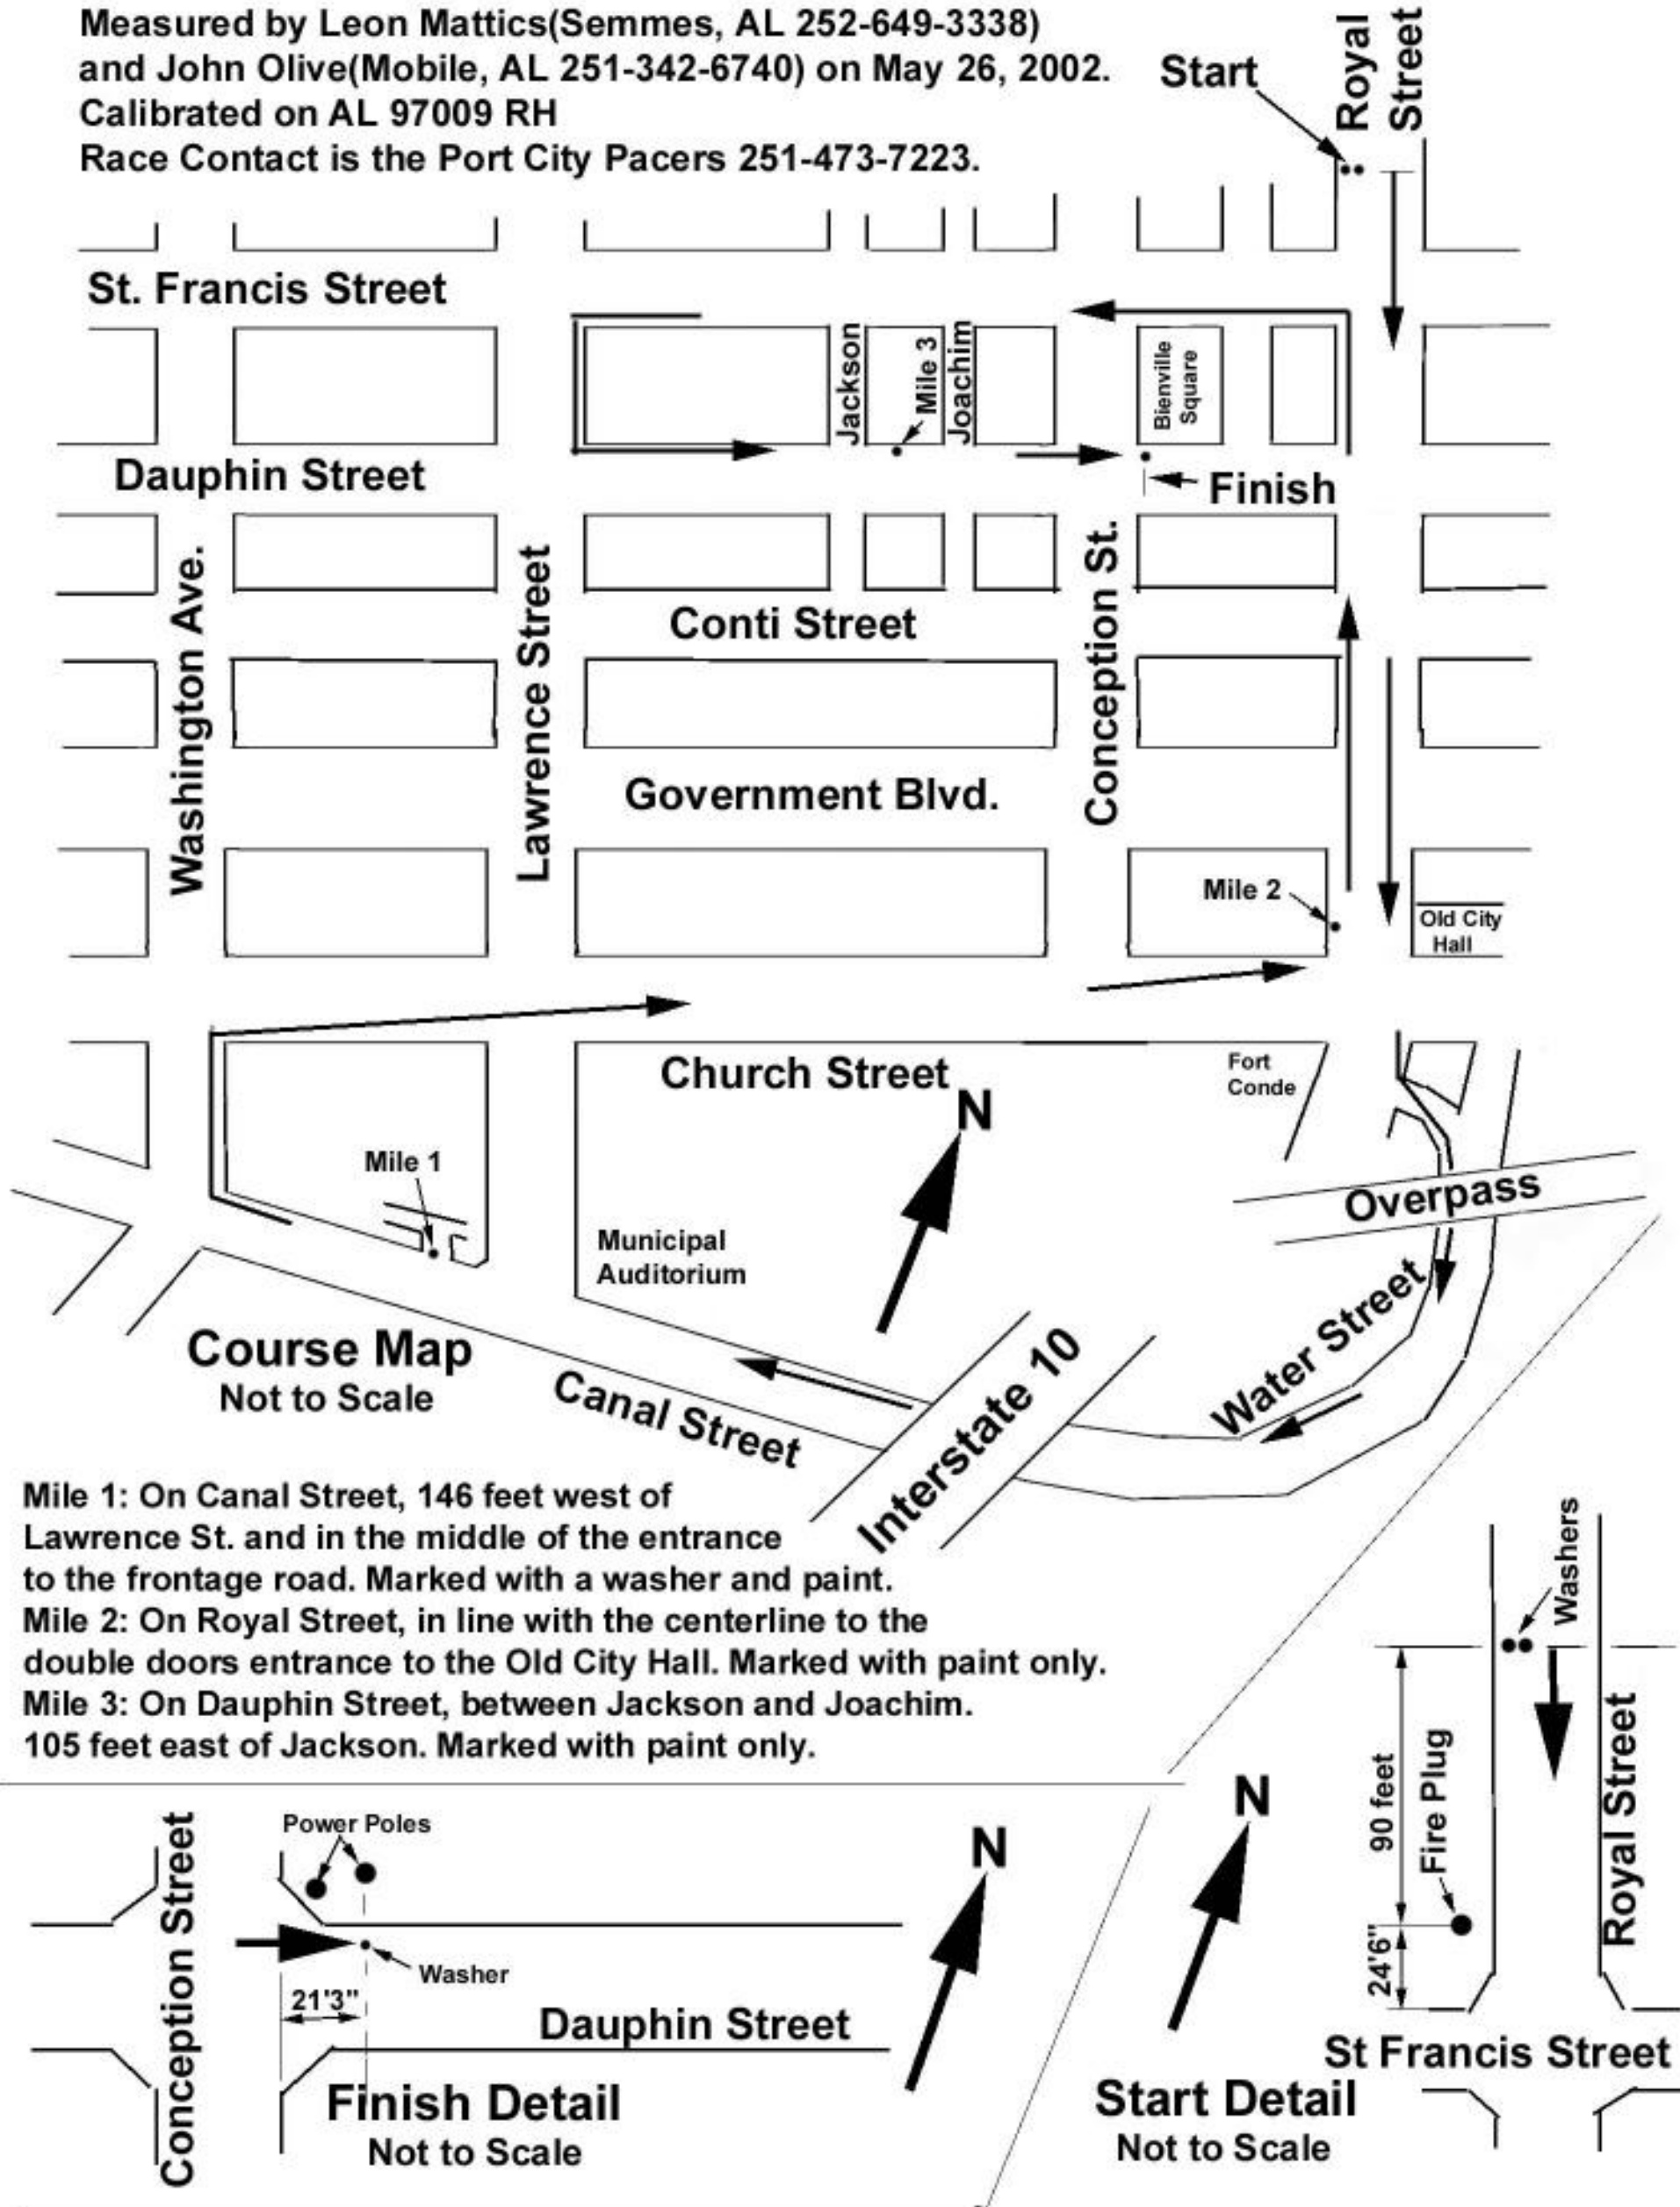 Measured by Leon Mattics(Semmes, AL 252-649-3338)
and John Olive(Mobile, AL 251-342-6740) on May 26, 2002.
Calibrated on AL 97009 RH
Race Contact is the Port City Pacers 251-473-7223.
Start
Royal
Street
St. Francis Street
Jackson
Mile 3
Joachim
Bienville
Square
Dauphin Street
Finish
Washington Ave.
Lawrence Street
Conti Street
Conception St.
Government Blvd.
Mile 2
Old City
Hall
Church Street
Fort
Conde
N
Mile 1
Overpass
Municipal
Auditorium
Water Street
Course Map
Not to Scale
Canal Street
Interstate 10
Mile 1: On Canal Street, 146 feet west of
Lawrence St. and in the middle of the entrance
to the frontage road. Marked with a washer and paint.
Mile 2: On Royal Street, in line with the centerline to the
double doors entrance to the Old City Hall. Marked with paint only.
Mile 3: On Dauphin Street, between Jackson and Joachim.
105 feet east of Jackson. Marked with paint only.
Power Poles
Conception Street
Washer
21'3"
Dauphin Street
N
Finish Detail
Not to Scale
Washers
90 feet
Fire Plug
Royal Street
24'6"
N
St Francis Street
Start Detail
Not to Scale